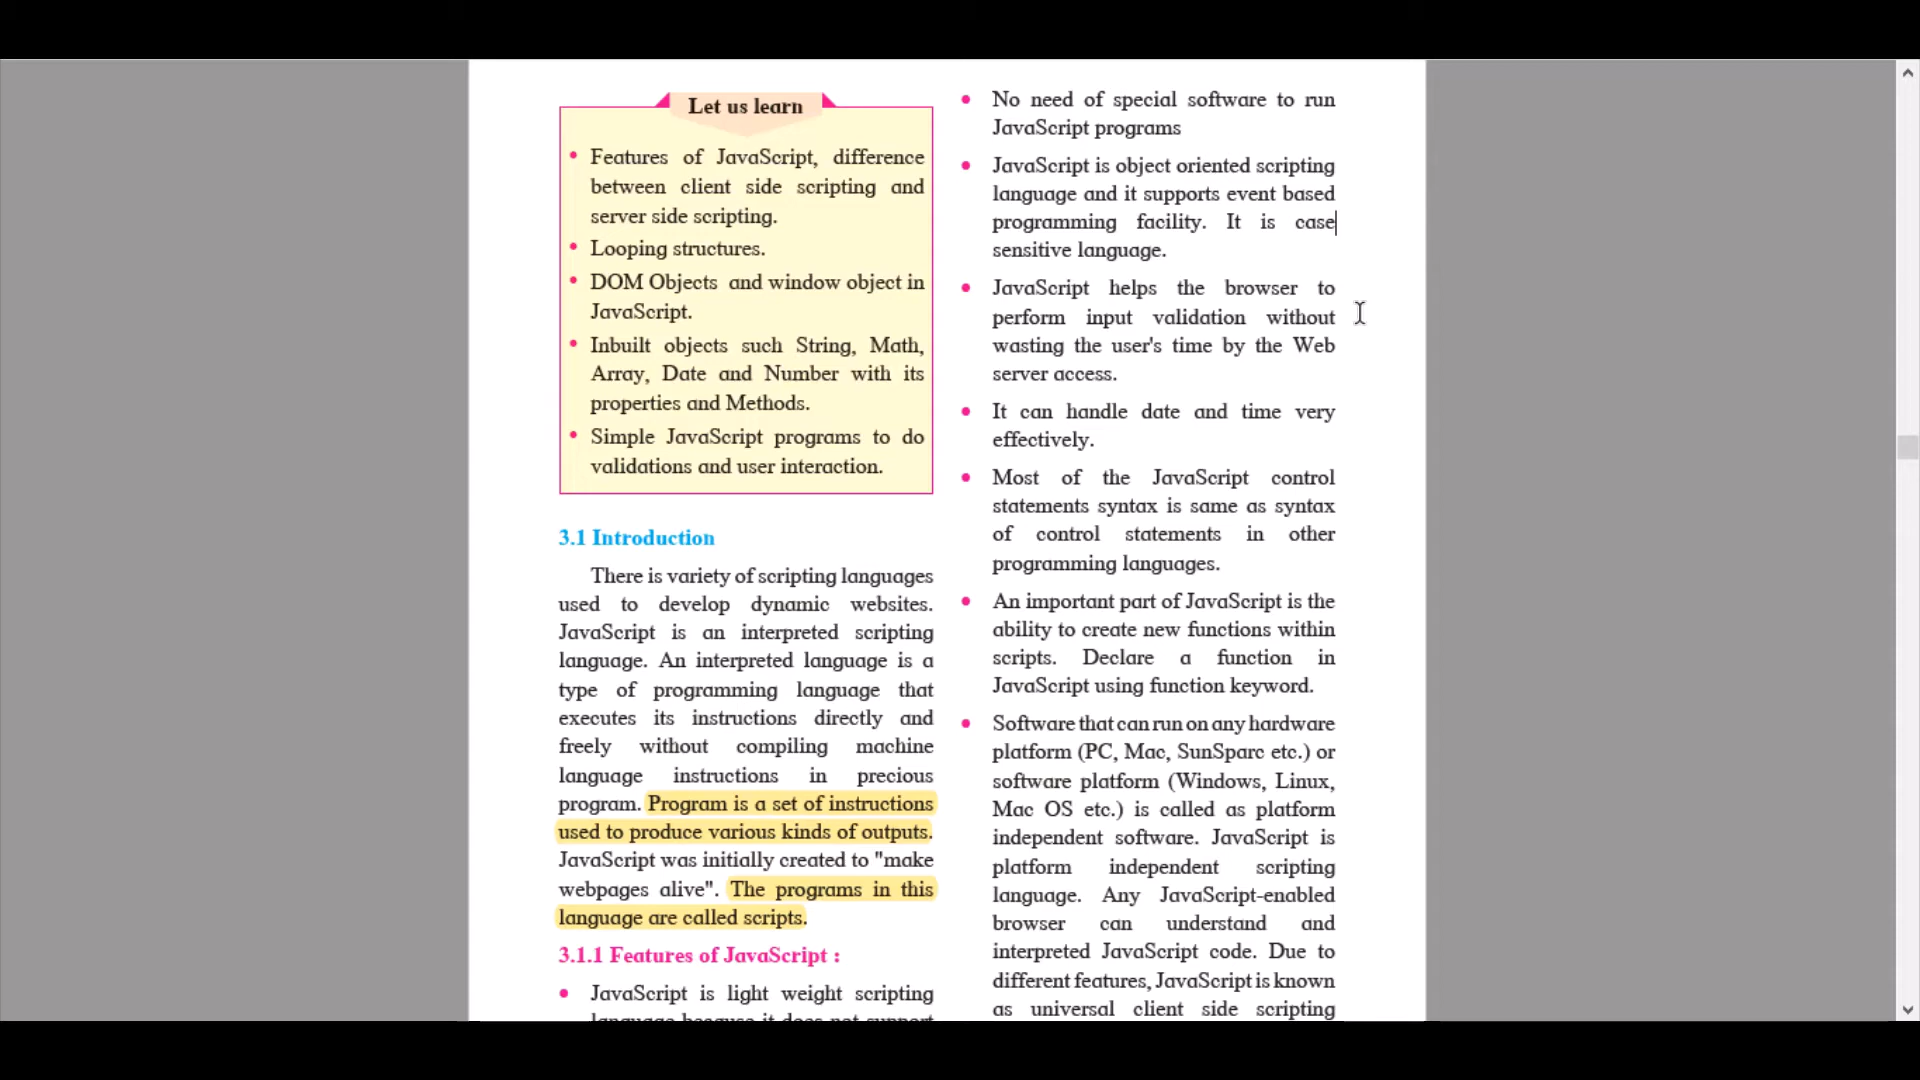 Let us learn
• Features of JavaScript, difference
between client side scripting and
server side scripting.
• Looping structures.
• DOM Objects and window object in
JavaScript.
• Inbuilt objects such String, Math,
Array, Date and Number with its
properties and Methods.
• Simple JavaScript programs to do
validations and user interaction.
3.1 Introduction
There is variety of scripting languages
used to develop dynamic websites.
JavaScript is an interpreted scripting
language. An interpreted language is a
type of programming language that
executes its instructions directly and
freely without compiling machine
language instructions in precious
program. Program is a set of instructions
used to produce various kinds of outputs.
JavaScript was initially created to "make
webpages alive". The programs in this
language are called scripts.
3.1.1 Features of JavaScript :
• JavaScript is light weight scripting
language because it does not support
• No need of special software to run
JavaScript programs
• JavaScript is object oriented scripting
language and it supports event based
programming facility. It is case
sensitive language.
• JavaScript helps the browser to
perform input validation without
wasting the user's time by the Web
server access.
• It can handle date and time very
effectively.
• Most of the JavaScript control
statements syntax is same as syntax
of control statements in other
programming languages.
• An important part of JavaScript is the
ability to create new functions within
scripts. Declare a function in
JavaScript using function keyword.
• Software that can run on any hardware
platform (PC, Mac, SunSparc etc.) or
software platform (Windows, Linux,
Mac OS etc.) is called as platform
independent software. JavaScript is
platform independent scripting
language. Any JavaScript-enabled
browser can understand and
interpreted JavaScript code. Due to
different features, JavaScript is known
as universal client side scripting